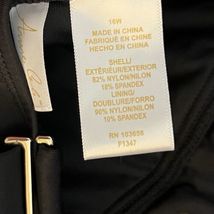 16W
MADE IN CHINA
FABRIQUÉ EN CHINE
HECHO EN CHINA
SHELL/
EXTÉRIEUR/EXTERIOR
82% NYLON/NILON
18% SPANDEX
LINING/
DOUBLURE/FORRO
90% NYLON/NILON
10% SPANDEX
RN 103656
P1347